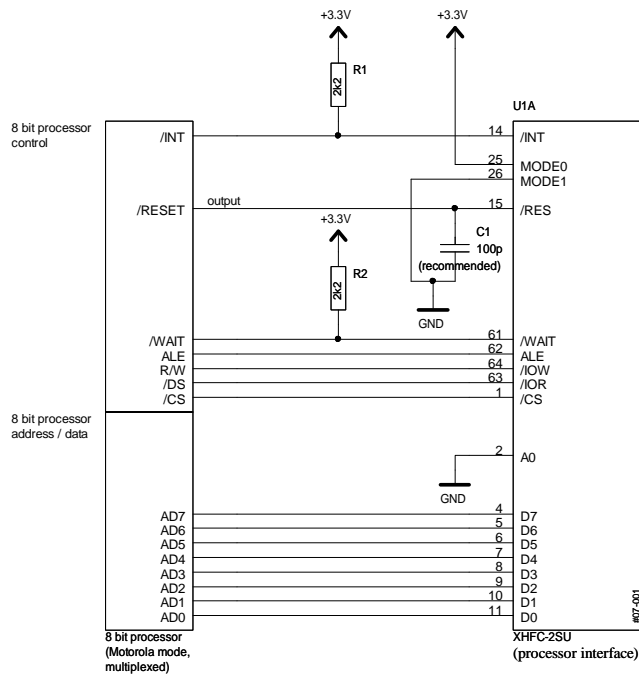 +3.3V
+3.3V
R1
2k2
U1A
8 bit processor
control
/INT
14
/INT
25
MODE0
26
MODE1
/RESET
output
15
/RES
+3.3V
C1
100p
(recommended)
R2
2k2
GND
/WAIT
61
/WAIT
ALE
62
ALE
R/W
64
/IOW
/DS
63
/IOR
/CS
1
/CS
8 bit processor
address / data
2
A0
GND
AD7
4
D7
AD6
5
D6
AD5
6
D5
AD4
7
D4
AD3
8
D3
AD2
9
D2
AD1
10
D1
AD0
11
D0
#07-001
8 bit processor
(Motorola mode,
multiplexed)
XHFC-2SU
(processor interface)